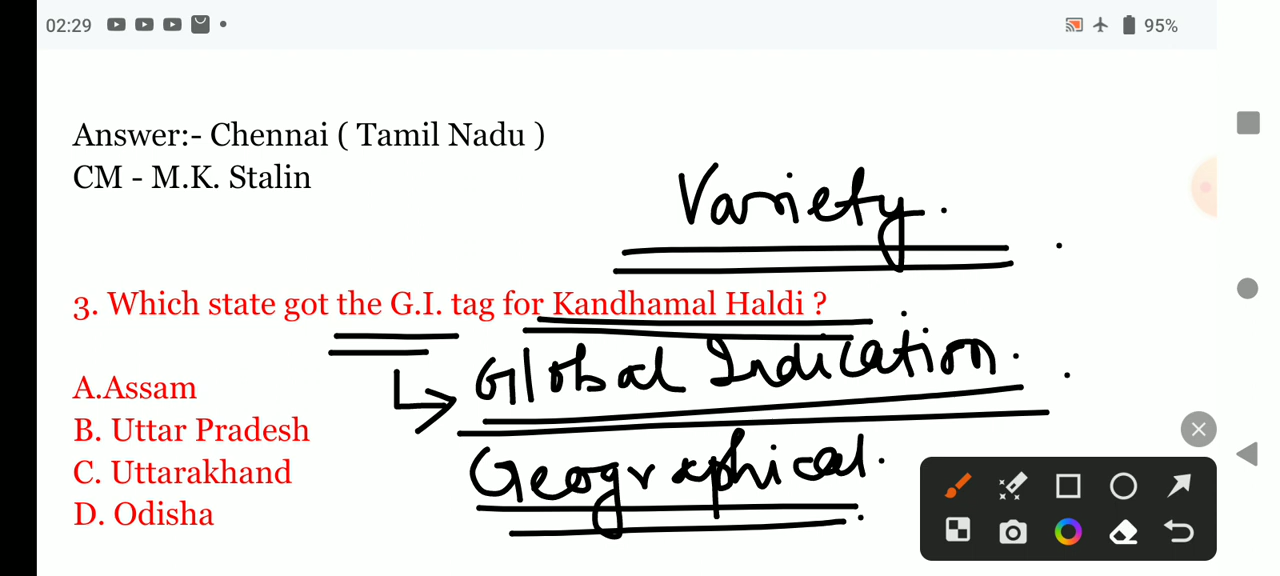 02:29
95%
Answer:- Chennai ( Tamil Nadu )
CM - M.K. Stalin
Variety.
3. Which state got the G.I. tag for Kandhamal Haldi ?
Global Indication.
A.Assam
B. Uttar Pradesh
Geographical.
C. Uttarakhand
D. Odisha